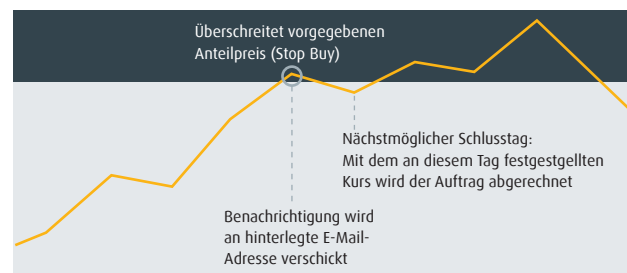 Überschreitet vorgegebenen
Anteilpreis (Stop Buy)
Nächstmöglicher Schlusstag:
Mit dem an diesem Tag festgestgellten
Kurs wird der Auftrag abgerechnet
Benachrichtigung wird
an hinterlegte E-Mail-
Adresse verschickt